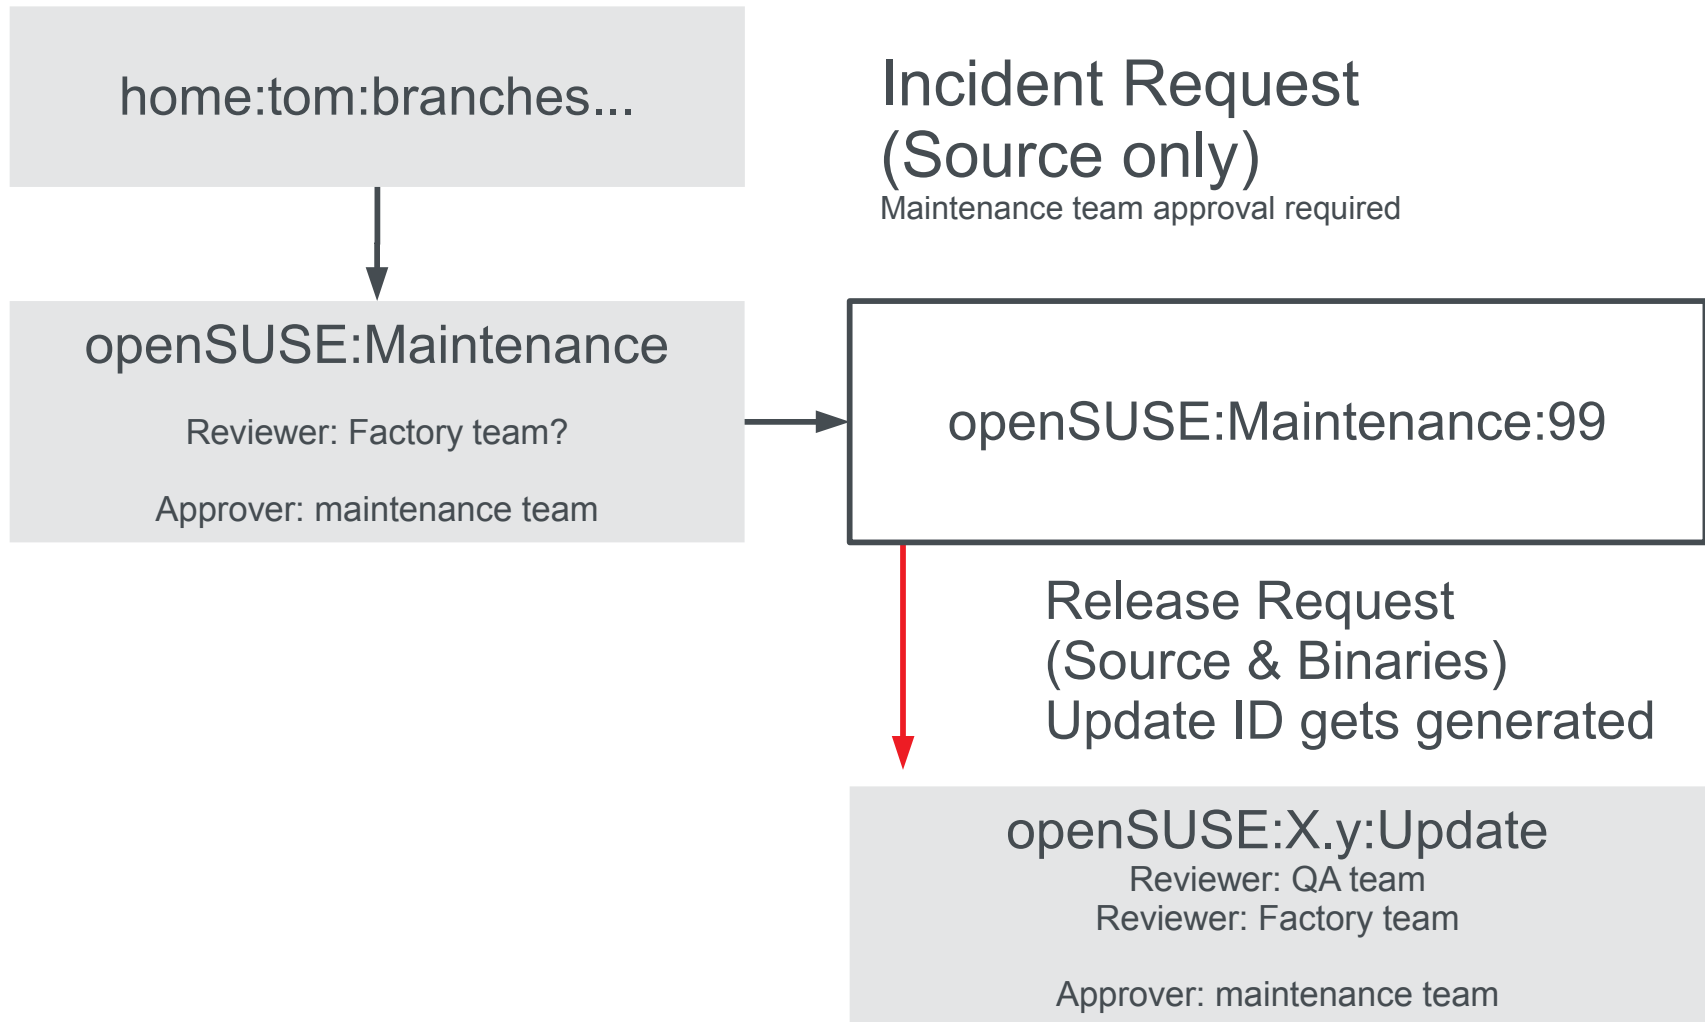 home:tom:branches...
Incident Request
(Source only)
Maintenance team approval required
openSUSE:Maintenance
Reviewer: Factory team?
Approver: maintenance team
openSUSE:Maintenance:99
Release Request
(Source & Binaries)
Update ID gets generated
openSUSE:X.y:Update
Reviewer: QA team
Reviewer: Factory team
Approver: maintenance team